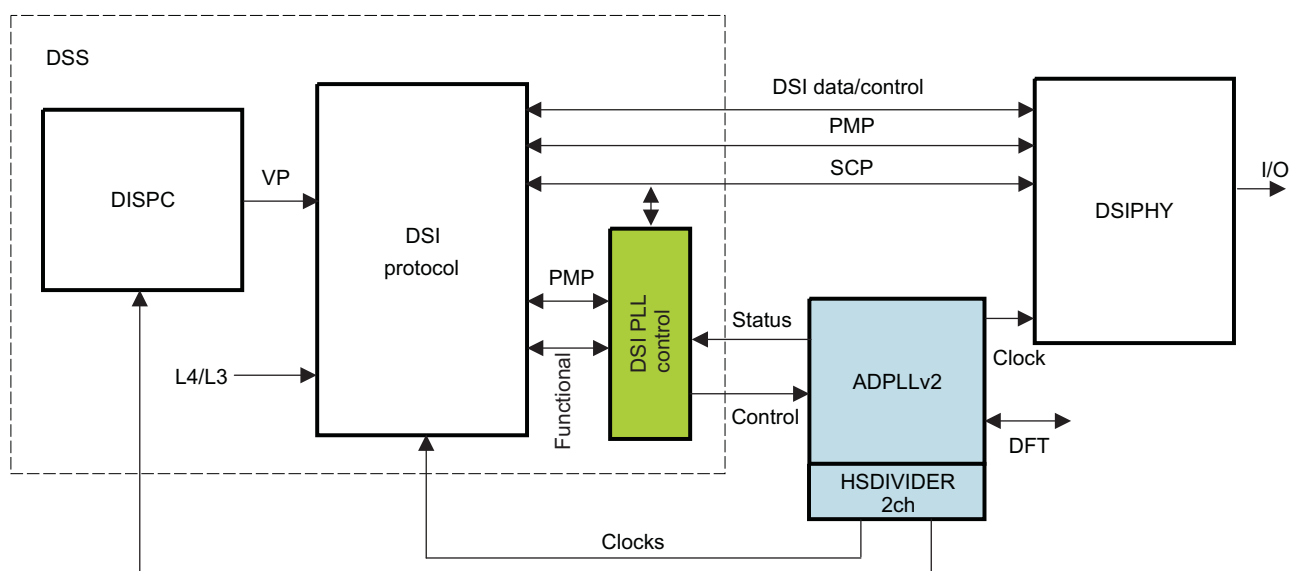 DSS
DSI data/control
PMP
SCP
VP
I/O
DISPC
DSI
protocol
DSIPHY
PMP
DSI PLL
control
Status
Clock
L4/L3
Functional
ADPLLv2
Control
DFT
HSDIVIDER
2ch
Clocks